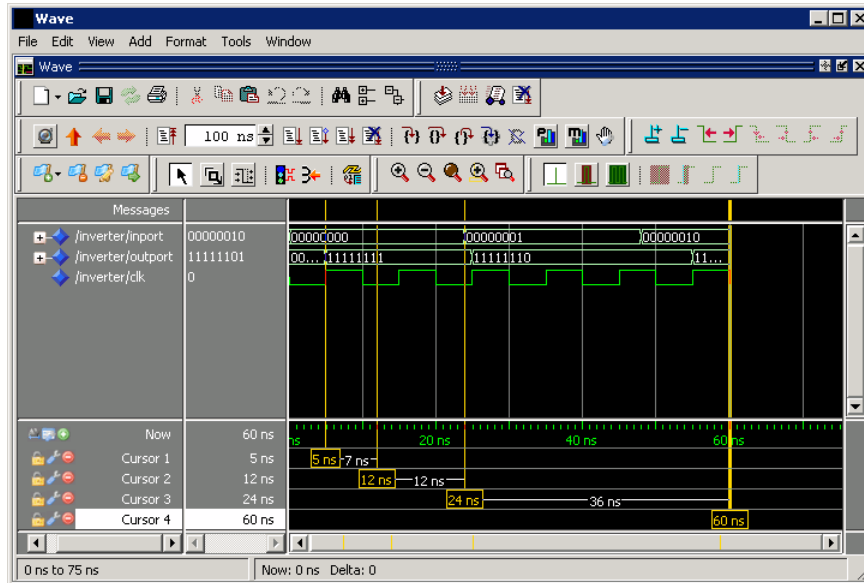 Wave
File Edit View Add Format Tools Window
Wave
100 ns
Messages
/inverter/inport 00000010 00000000 00000001 00000010
/inverter/outport 11111101 00... 11111111 11111110 11...
/inverter/clk 0
Now 60 ns ns 20 ns 40 ns 60 ns
Cursor 1 5 ns 5 ns 7 ns
Cursor 2 12 ns 12 ns 12 ns
Cursor 3 24 ns 24 ns 36 ns
Cursor 4 60 ns 60 ns
0 ns to 75 ns Now: 0 ns Delta: 0